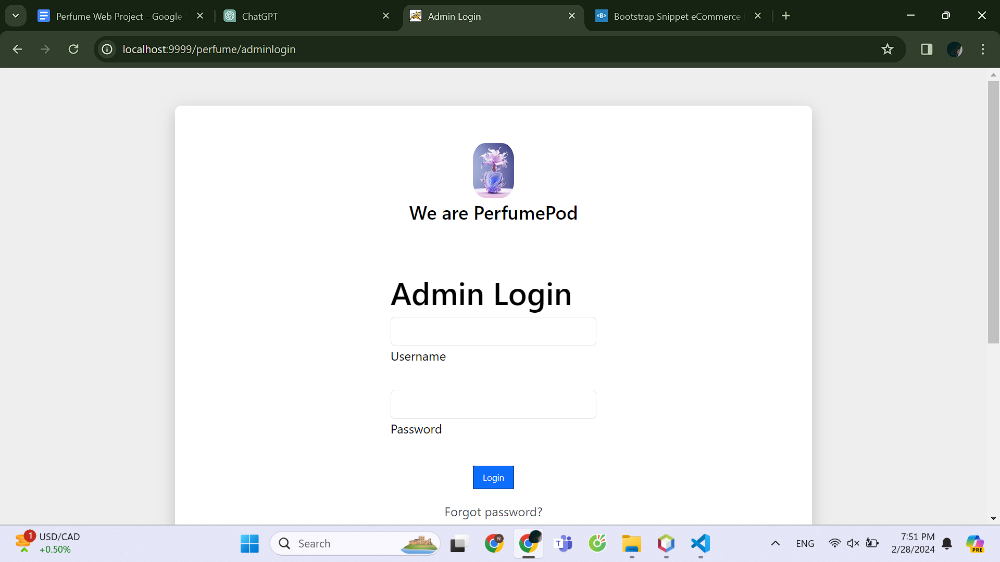 Perfume Web Project - Google
ChatGPT
Admin Login
Bootstrap Snippet eCommerce
localhost:9999/perfume/adminlogin
We are PerfumePod
Admin Login
Username
Password
Login
Forgot password?
1
USD/CAD
+0.50%
Search
N
T
ENG
7:51 PM
2/28/2024
PRE